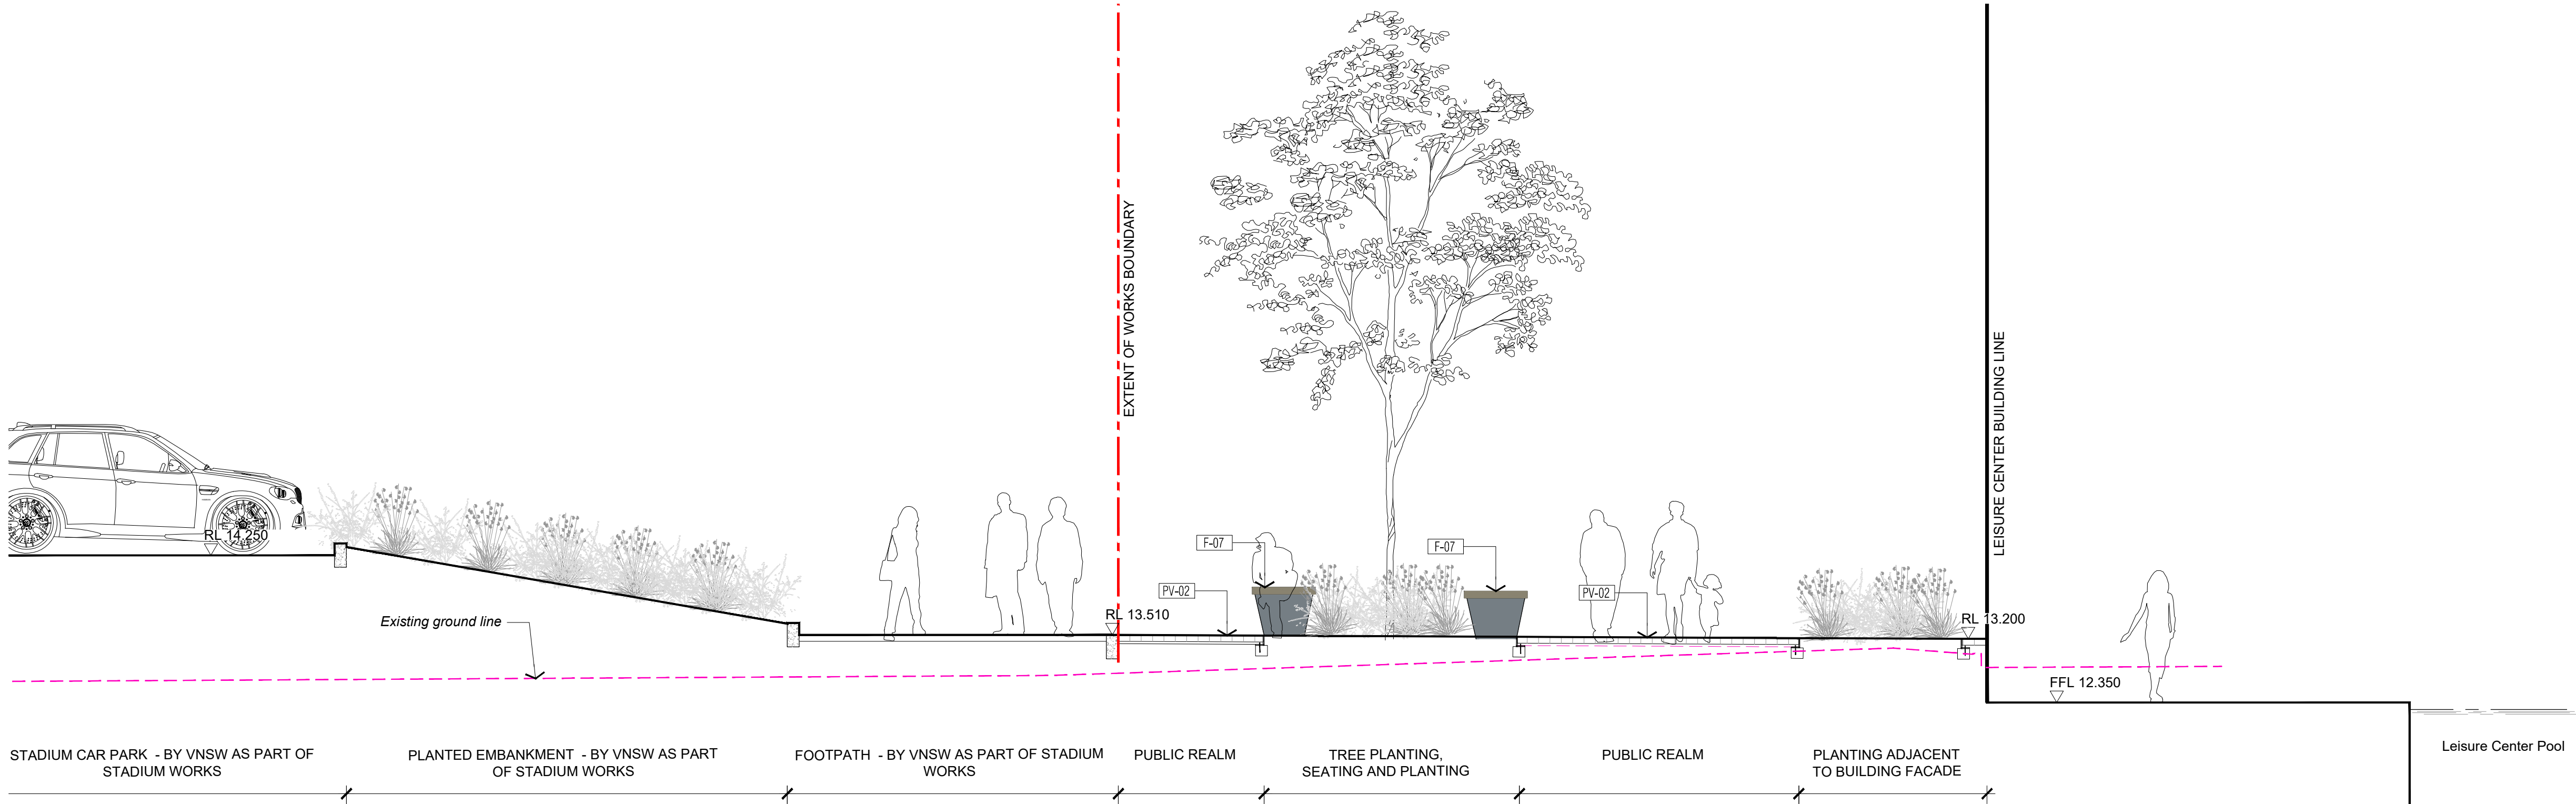 EXTENT OF WORKS BOUNDARY
LEISURE CENTER BUILDING LINE
RL 14.250
F-07
F-07
PV-02
PV-02
RL 13.510
RL 13.200
Existing ground line
FFL 12.350
STADIUM CAR PARK - BY VNSW AS PART OF
STADIUM WORKS
PLANTED EMBANKMENT - BY VNSW AS PART
OF STADIUM WORKS
FOOTPATH - BY VNSW AS PART OF STADIUM
WORKS
PUBLIC REALM
TREE PLANTING,
SEATING AND PLANTING
PUBLIC REALM
PLANTING ADJACENT
TO BUILDING FACADE
Leisure Center Pool